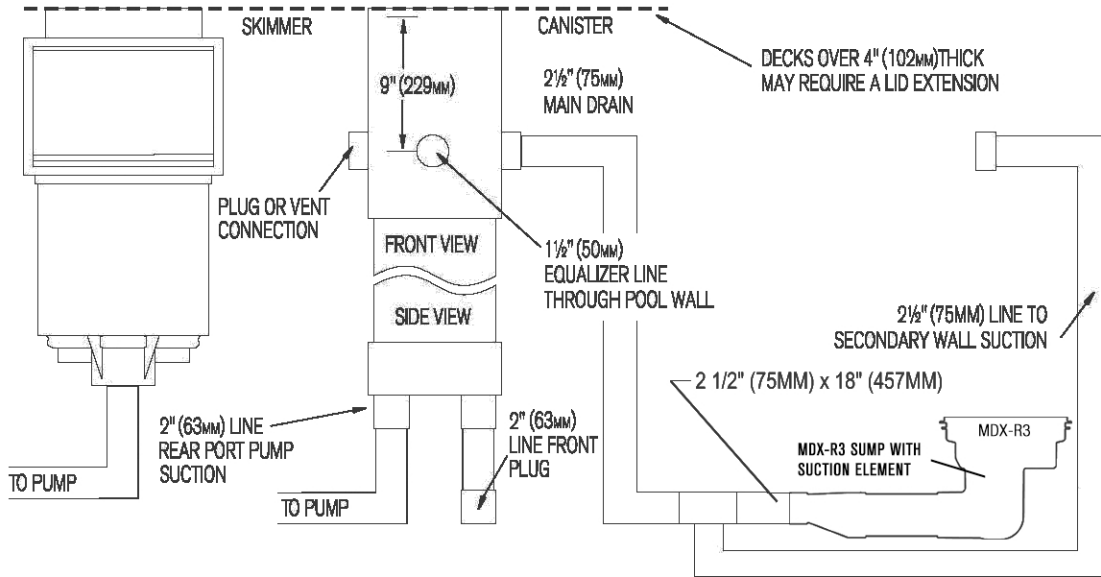 SKIMMER
CANISTER
DECKS OVER 4" (102MM)THICK
MAY REQUIRE A LID EXTENSION
9" (229MM)
2½" (75MM)
MAIN DRAIN
PLUG OR VENT
CONNECTION
FRONT VIEW
1½" (50MM)
EQUALIZER LINE
THROUGH POOL WALL
SIDE VIEW
2½" (75MM) LINE TO
SECONDARY WALL SUCTION
2 1/2" (75MM) x 18" (457MM)
2" (63MM) LINE
REAR PORT PUMP
SUCTION
2" (63MM)
LINE FRONT
PLUG
MDX-R3
MDX-R3 SUMP WITH
SUCTION ELEMENT
TO PUMP
TO PUMP